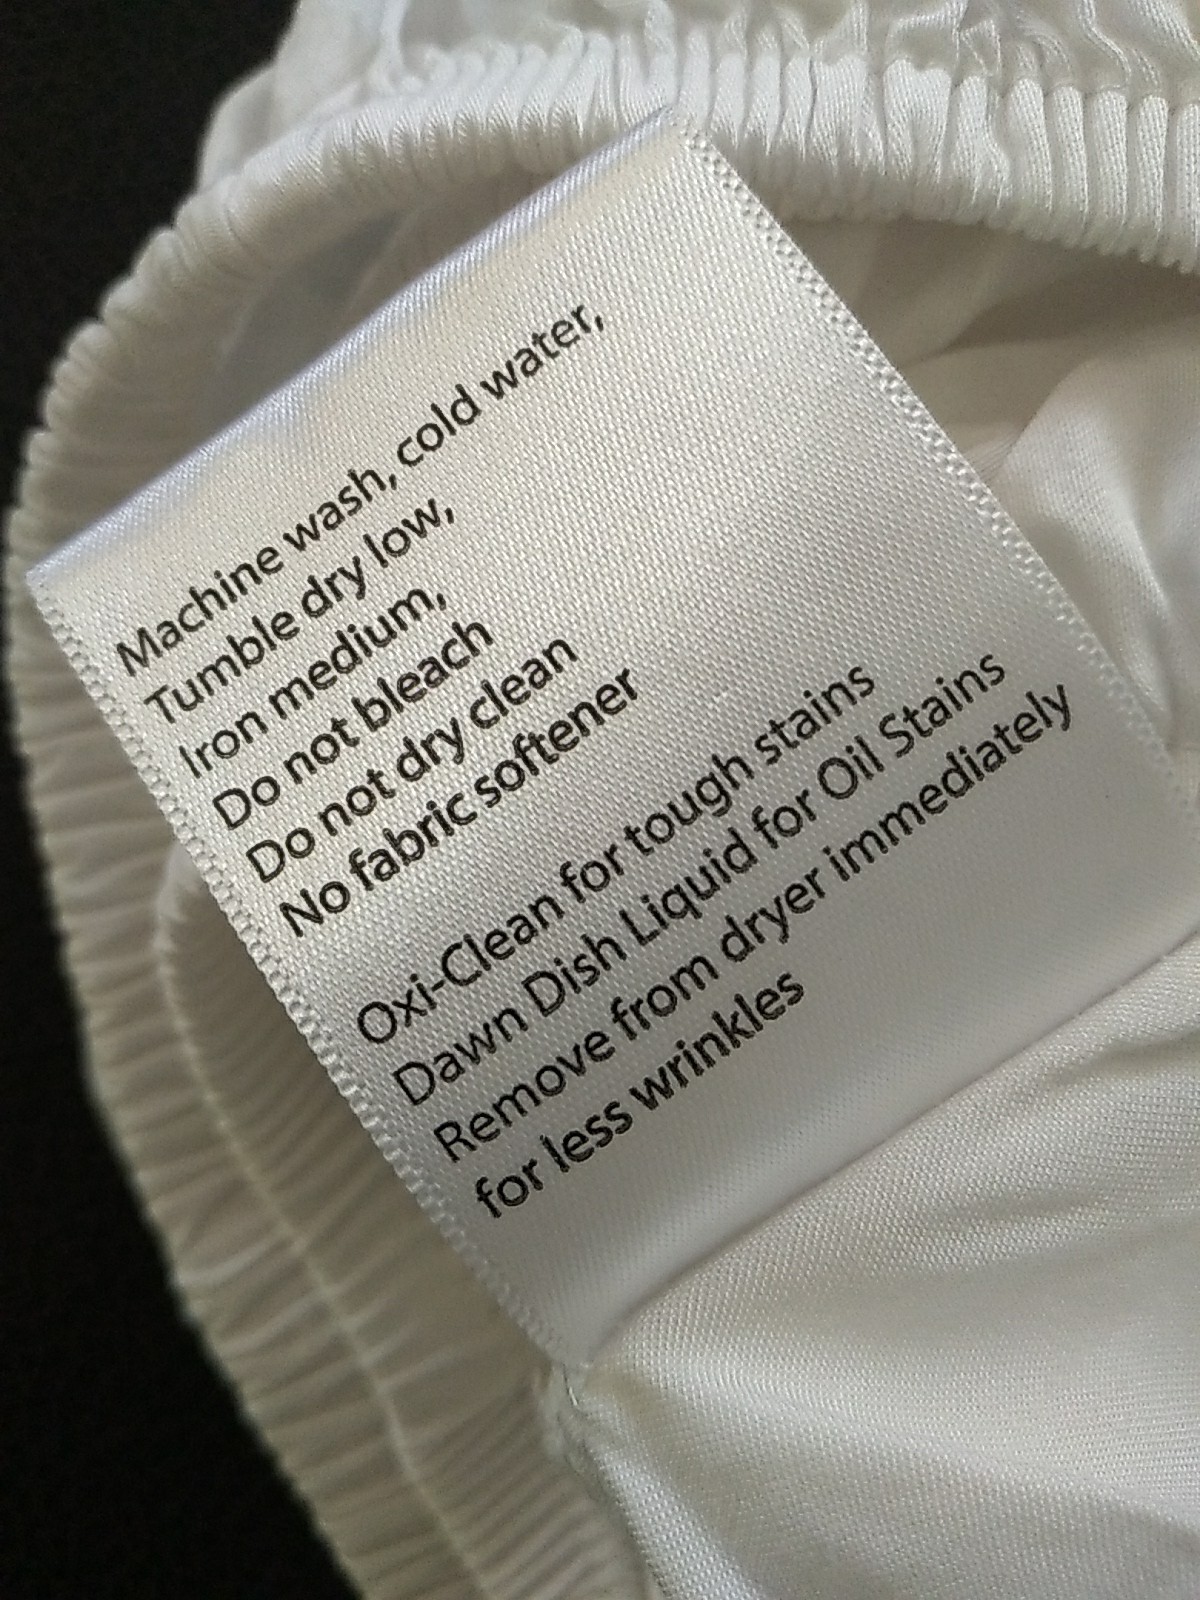 Machine wash, cold water,
Tumble dry low,
Iron medium,
Do not bleach
Do not dry clean
No fabric softener
Oxi-Clean for tough stains
Dawn Dish Liquid for Oil Stains
Remove from dryer immediately
for less wrinkles